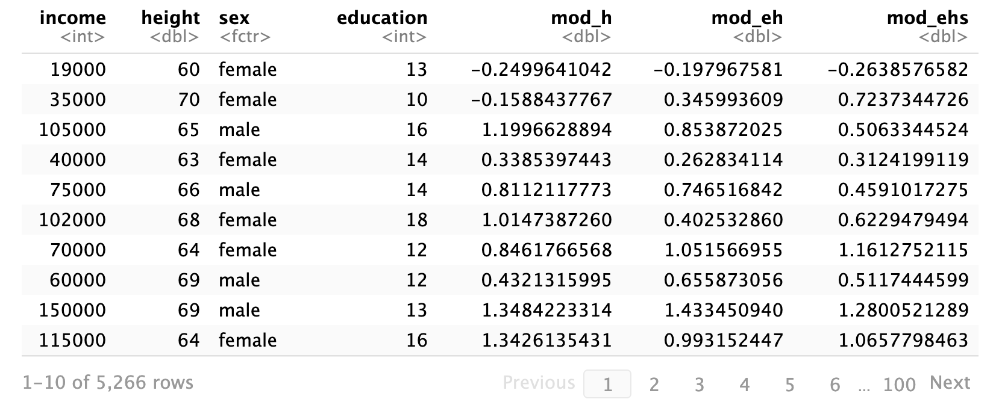 income height sex education mod_h mod_eh mod_ehs
<int> <dbl> <fctr> <int> <dbl> <dbl> <dbl>
19000 60 female 13 -0.2499641042 -0.197967581 -0.2638576582
35000 70 female 10 -0.1588437767 0.345993609 0.7237344726
105000 65 male 16 1.1996628894 0.853872025 0.5063344524
40000 63 female 14 0.3385397443 0.262834114 0.3124199119
75000 66 male 14 0.8112117773 0.746516842 0.4591017275
102000 68 female 18 1.0147387260 0.402532860 0.6229479494
70000 64 female 12 0.8461766568 1.051566955 1.1612752115
60000 69 male 12 0.4321315995 0.655873056 0.5117444599
150000 69 male 13 1.3484223314 1.433450940 1.2800521289
115000 64 female 16 1.3426135431 0.993152447 1.0657798463
1-10 of 5,266 rows Previous 1 2 3 4 5 6 ... 100 Next